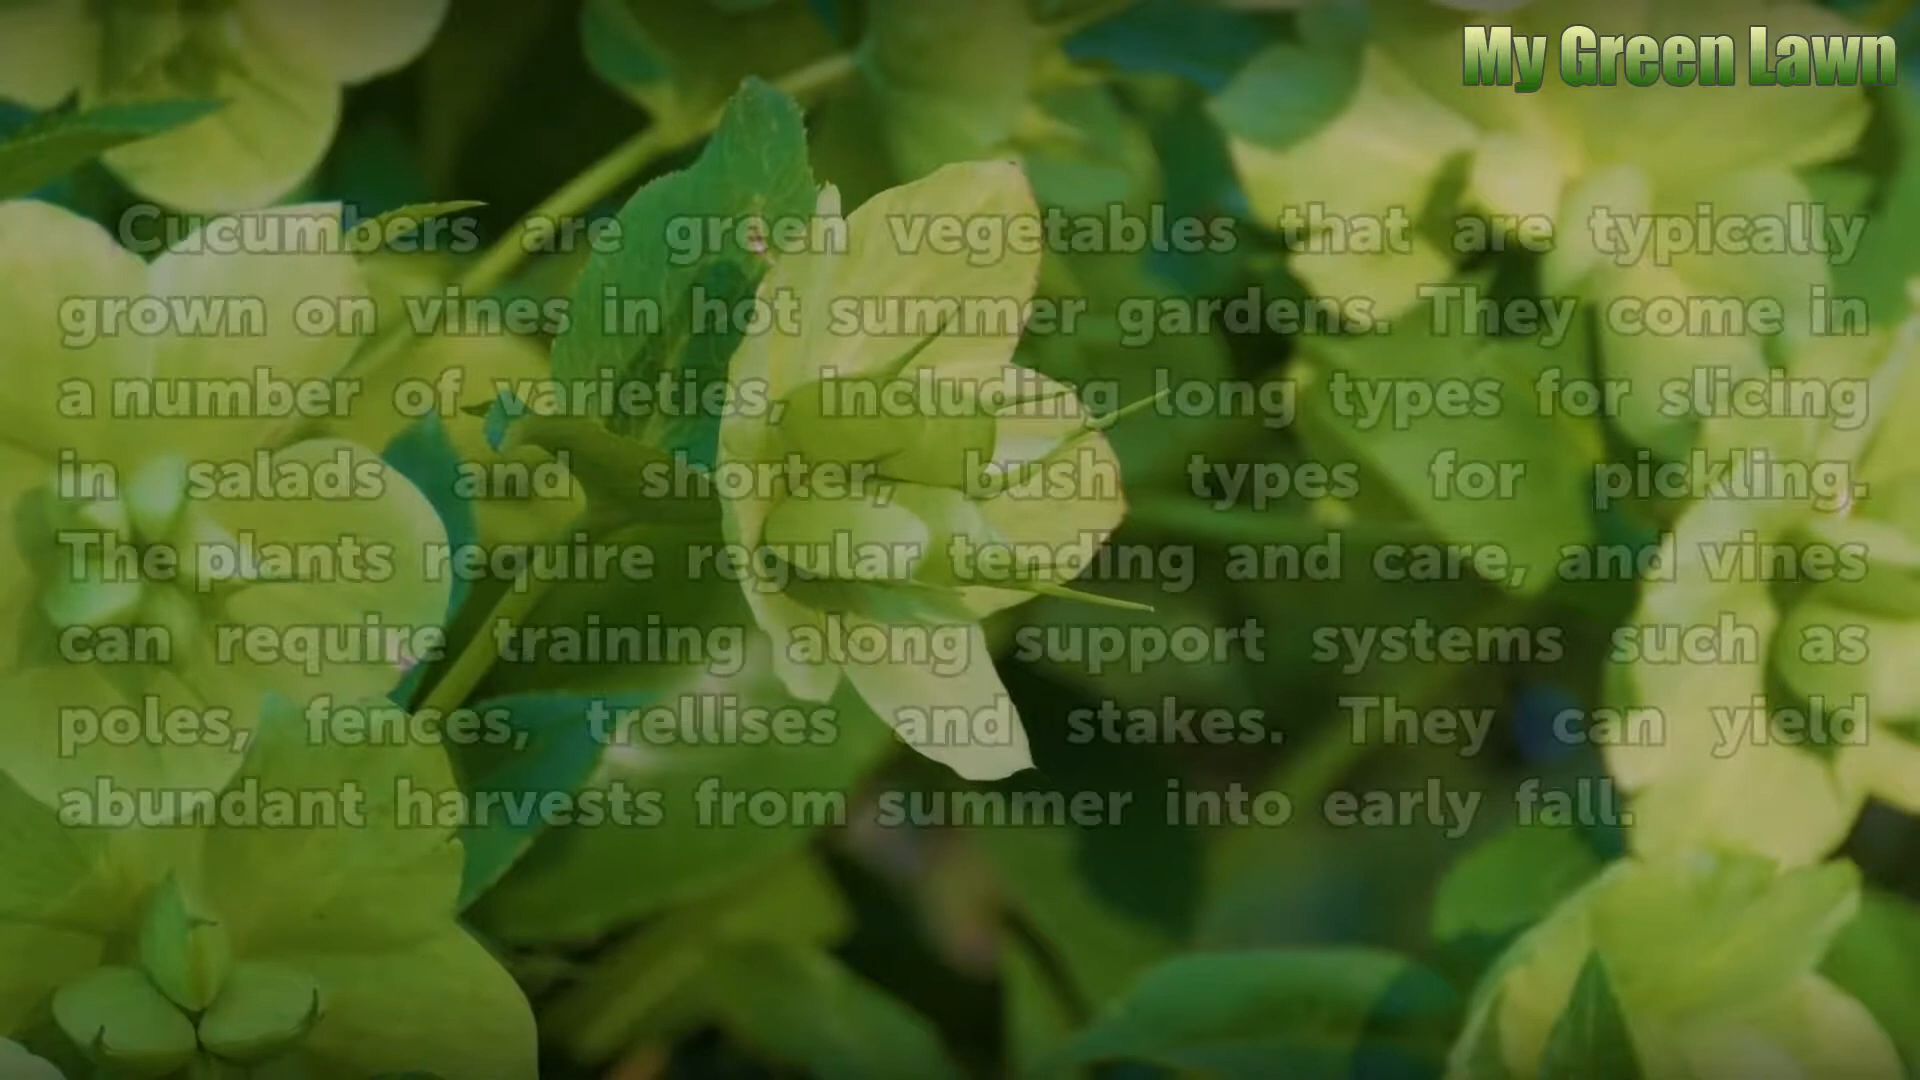 My Green Lawn
Cucumbers are green vegetables that are typically
grown on vines in hot summer gardens. They come in
a number of varieties, including long types for slicing
in salads and shorter, bush types for pickling.
The plants require regular tending and care, and vines
can require training along support systems such as
poles, fences, trellises and stakes. They can yield
abundant harvests from summer into early fall.